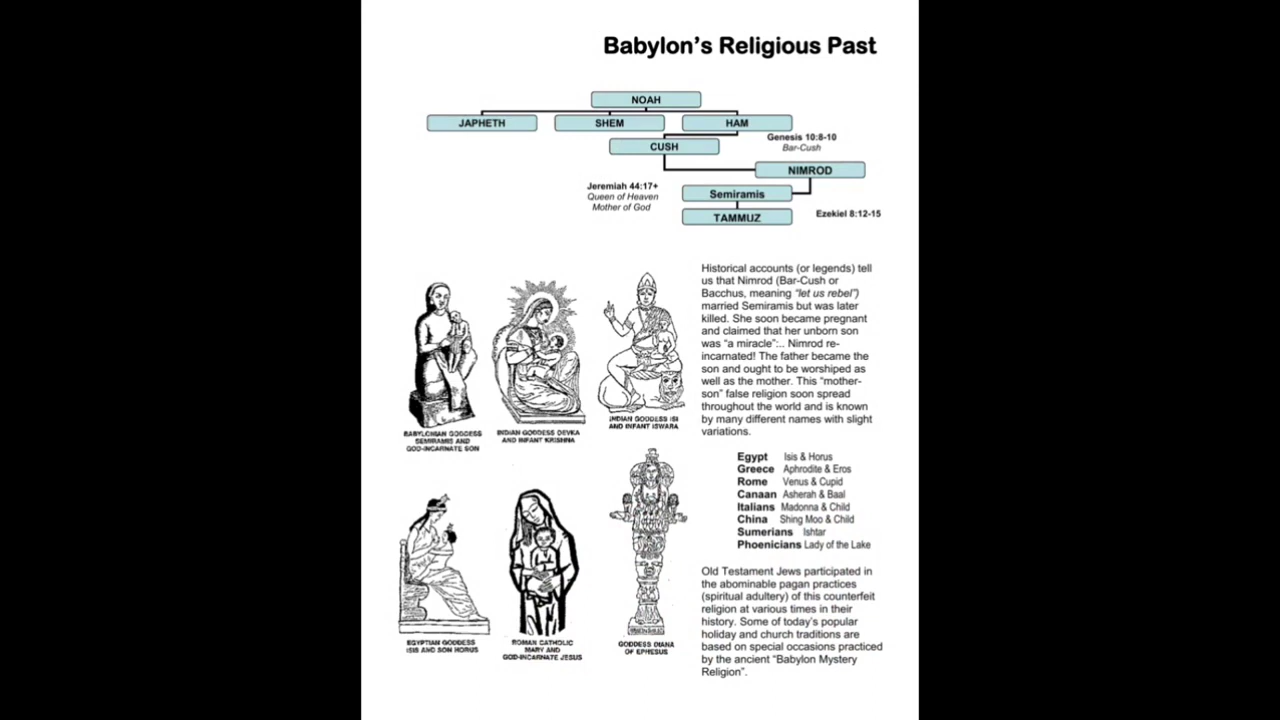 Babylon's Religious Past
NOAH
JAPHETH
SHEM
HAM
Genesis 10:8-10
Bar-Cush
CUSH
NIMROD
Jeremiah 44:17+
Queen of Heaven
Mother of God
Semiramis
TAMMUZ
Ezekiel 8:12-15
Historical accounts (or legends) tell
us that Nimrod (Bar-Cush or
Bacchus, meaning "let us rebel")
married Semiramis but was later
killed. She soon became pregnant
and claimed that her unborn son
was "a miracle":.. Nimrod re-
incarnated! The father became the
son and ought to be worshiped as
well as the mother. This "mother-
son" false religion soon spread
throughout the world and is known
by many different names with slight
variations.
BABYLONIAN GODDESS
SEMIRAMIS AND
GOD-INCARNATE SON
INDIAN GODDESS DEVKA
AND INFANT KRISHNA
INDIAN GODDESS ISI
AND INFANT ISWARA
Egypt Isis & Horus
Greece Aphrodite & Eros
Rome Venus & Cupid
Canaan Asherah & Baal
Italians Madonna & Child
China Shing Moo & Child
Sumerians Ishtar
Phoenicians Lady of the Lake
EGYPTIAN GODDESS
ISIS AND SON HORUS
ROMAN CATHOLIC
MARY AND
GOD-INCARNATE JESUS
GODDESS DIANA
OF EPHESUS
Old Testament Jews participated in
the abominable pagan practices
(spiritual adultery) of this counterfeit
religion at various times in their
history. Some of today's popular
holiday and church traditions are
based on special occasions practiced
by the ancient "Babylon Mystery
Religion".